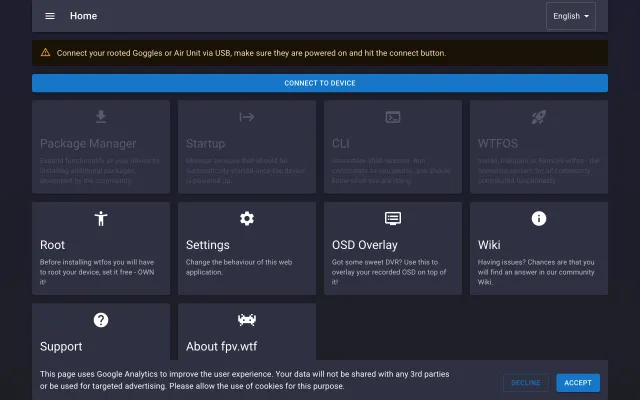 Home
English
Connect your rooted Goggles or Air Unit via USB, make sure they are powered on and hit the connect button.
CONNECT TO DEVICE
Package Manager
Expand functionality of your device by
installing additional packages,
developed by the community.
Startup
Manage services that should be
automatically started once the device
is powered up.
CLI
WTFOS
Install, maintain or remove wtfos - the
Root
Before installing wtfos you will have
to root your device, set it free - OWN
it!
Settings
Change the behaviour of this web
application.
OSD Overlay
Got some sweet DVR? Use this to
overlay your recorded OSD on top of
it!
Wiki
Having issues? Chances are that you
will find an answer in our community
Wiki.
Support
About fpv.wtf
This page uses Google Analytics to improve the user experience. Your data will not be shared with any 3rd parties
or be used for targeted advertising. Please allow the use of cookies for this purpose.
DECLINE
ACCEPT